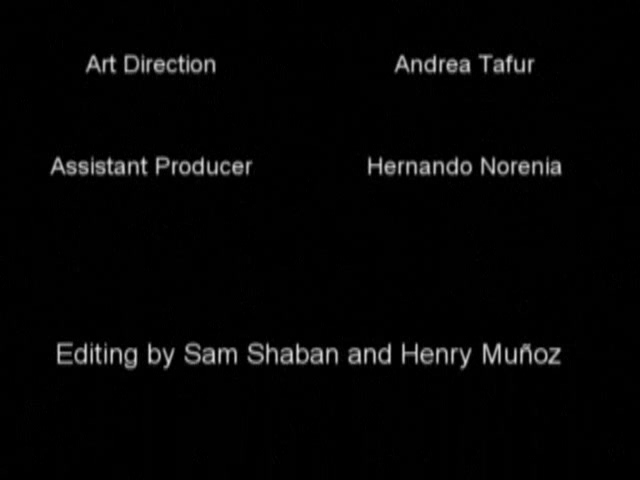 Art Direction Andrea Tafur
Assistant Producer Hernando Norenia
Editing by Sam Shaban and Henry Muñoz